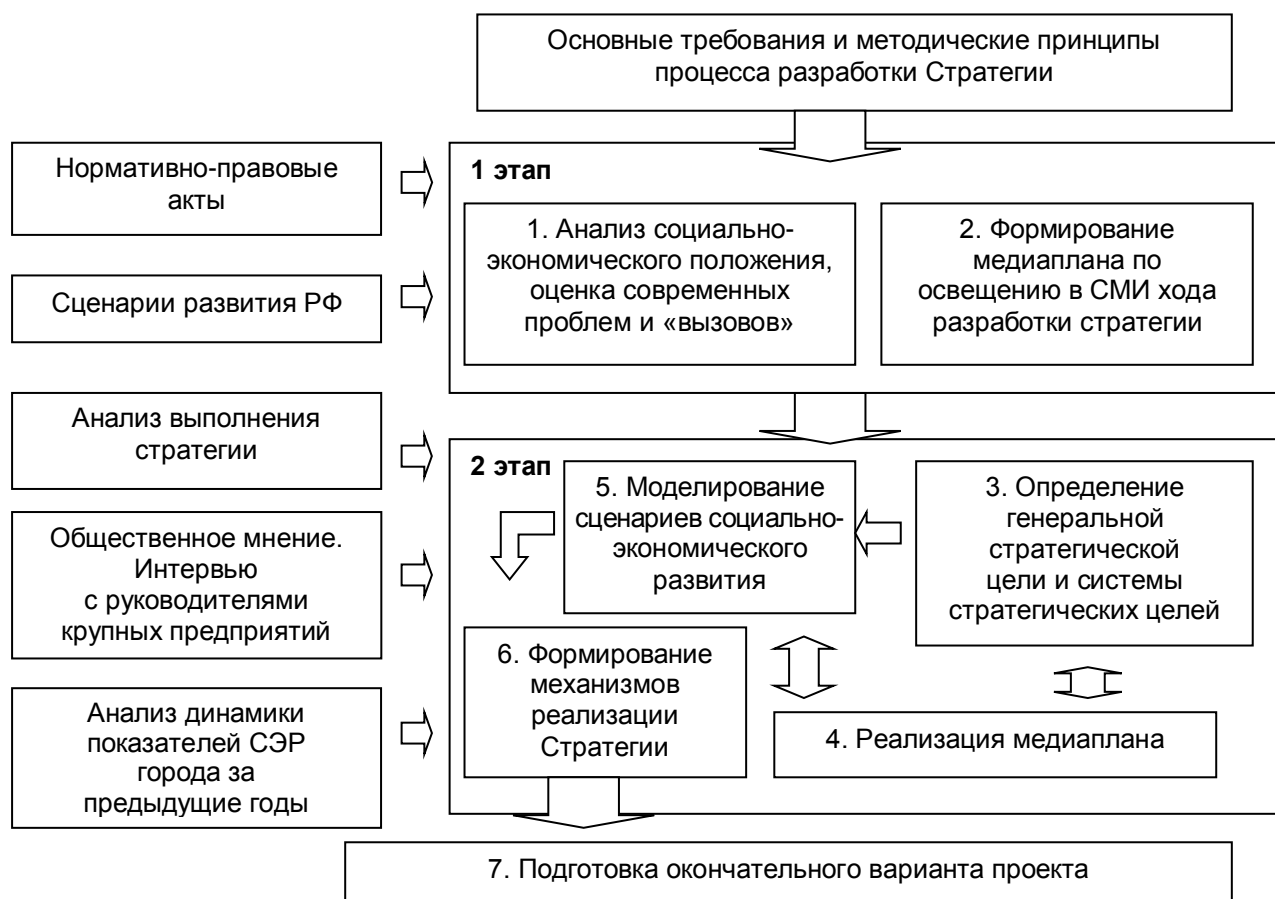 Основные требования и методические принципы
процесса разработки Стратегии
Нормативно-правовые
акты
Сценарии развития РФ
Анализ выполнения
стратегии
Общественное мнение.
Интервью
с руководителями
крупных предприятий
Анализ динамики
показателей СЭР
города за
предыдущие годы
1 этап
1. Анализ социально-
экономического положения,
оценка современных
проблем и «вызовов»
2. Формирование
медиаплана по
освещению в СМИ хода
разработки стратегии
2 этап
5. Моделирование
сценариев социально-
экономического
развития
3. Определение
генеральной
стратегической
цели и системы
стратегических целей
6. Формирование
механизмов
реализации
Стратегии
4. Реализация медиаплана
7. Подготовка окончательного варианта проекта